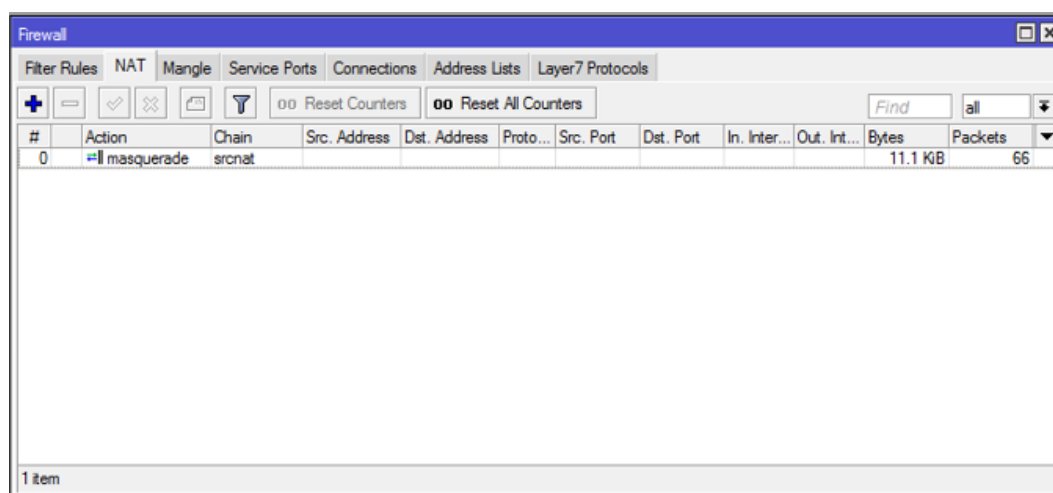 Firewall
Filter Rules NAT Mangle Service Ports Connections Address Lists Layer7 Protocols
00 Reset Counters 00 Reset All Counters Find all
# Action Chain Src. Address Dst. Address Proto... Src. Port Dst. Port In. Inter... Out. Int... Bytes Packets
0 masquerade srcnat 11.1 KiB 66
1 item